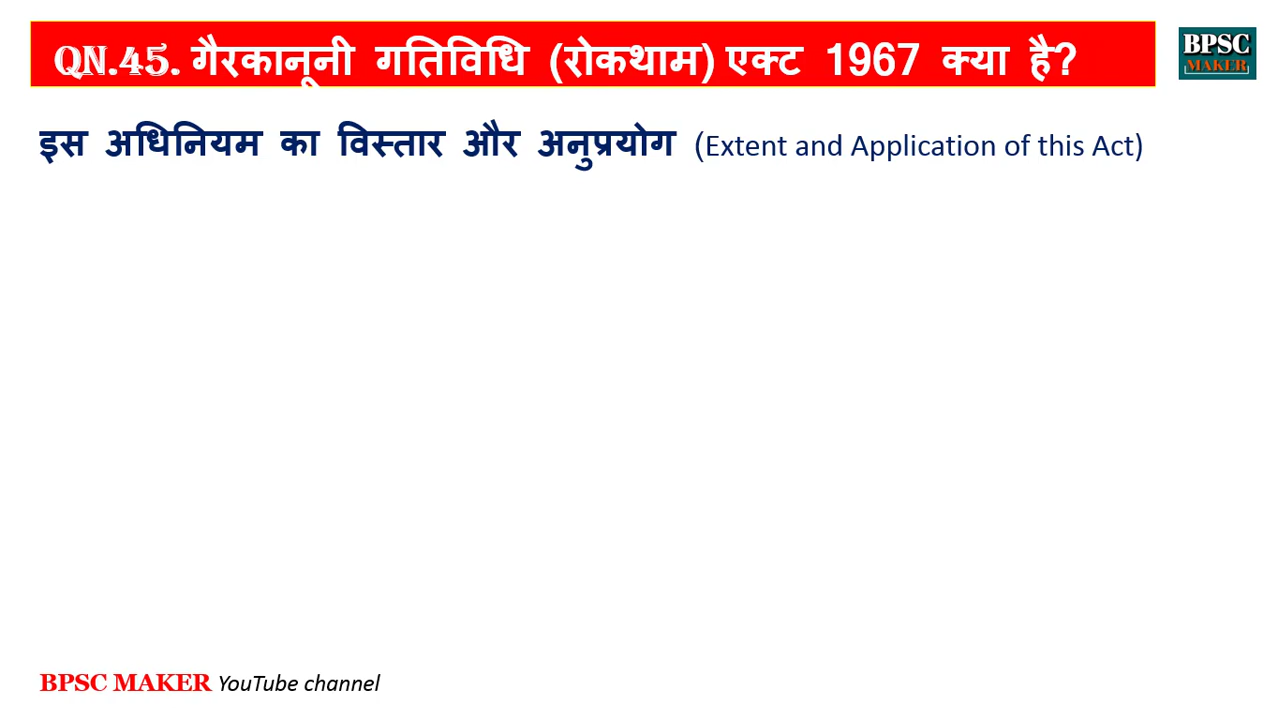 QN.45. गैरकानूनी गतिविधि (रोकथाम) एक्ट 1967 क्या है?
BPSC
MAKER
इस अधिनियम का विस्तार और अनुप्रयोग (Extent and Application of this Act)
BPSC MAKER YouTube channel